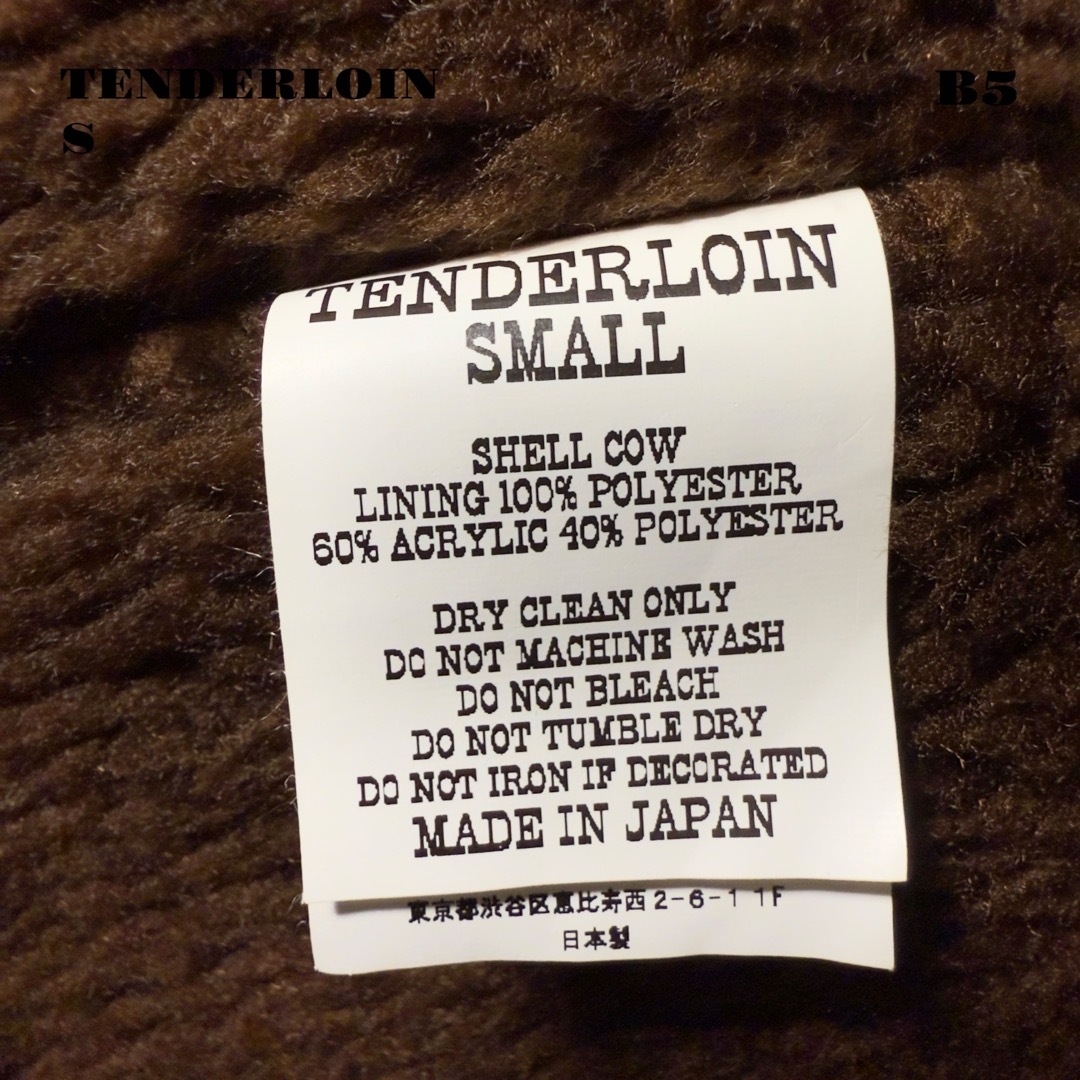 TENDERLOIN
S
B5
TENDERLOIN
SMALL
SHELL COW
LINING 100% POLYESTER
60% ACRYLIC 40% POLYESTER
DRY CLEAN ONLY
DO NOT MACHINE WASH
DO NOT BLEACH
DO NOT TUMBLE DRY
DO NOT IRON IF DECORATED
MADE IN JAPAN
東京都渋谷区恵比寿西2-6-1 1F
日本製